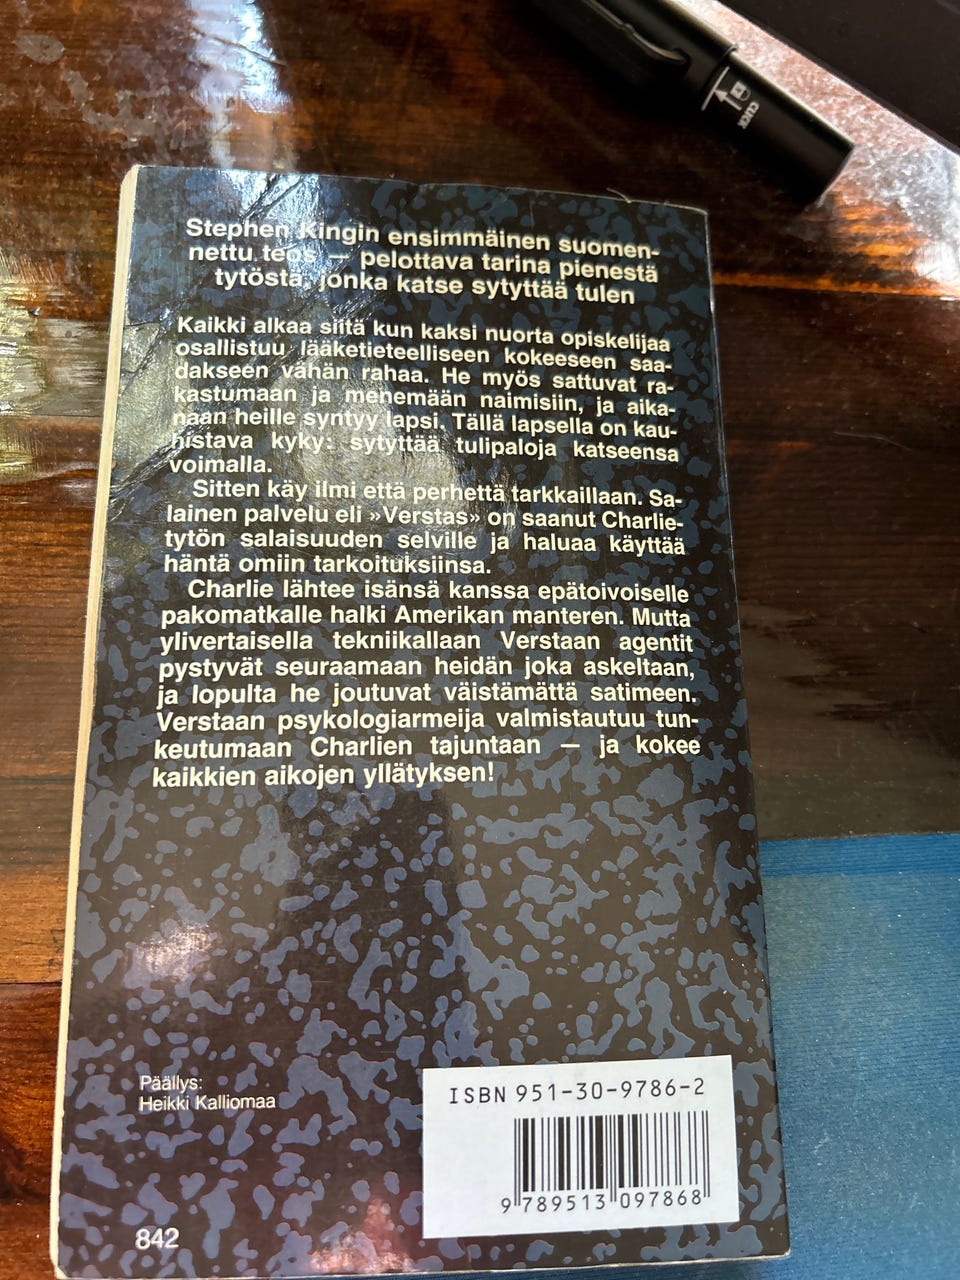 CLICK
Stephen Kingin ensimmäinen suomen-
nettu teos — pelottava tarina pienestä
tytöstä, jonka katse sytyttää tulen
Kaikki alkaa siitä kun kaksi nuorta opiskelijaa
osallistuu lääketieteelliseen kokeeseen saa-
dakseen vähän rahaa. He myös sattuvat ra-
kastumaan ja menemään naimisiin, ja aika-
naan heille syntyy lapsi. Tällä lapsella on kau-
histava kyky: sytyttää tulipaloja katseensa
voimalla.
Sitten käy ilmi että perhettä tarkkaillaan. Sa-
lainen palvelu eli »Verstas» on saanut Charlie-
tytön salaisuuden selville ja haluaa käyttää
häntä omiin tarkoituksiinsa.
Charlie lähtee isänsä kanssa epätoivoiselle
pakomatkalle halki Amerikan manteren. Mutta
ylivertaisella tekniikallaan Verstaan agentit
pystyvät seuraamaan heidän joka askeltaan,
ja lopulta he joutuvat väistämättä satimeen.
Verstaan psykologiarmeija valmistautuu tun-
keutumaan Charlien tajuntaan — ja kokee
kaikkien aikojen yllätyksen!
Päällys:
Heikki Kalliomaa
ISBN 951-30-9786-2
9 789513 097868
842